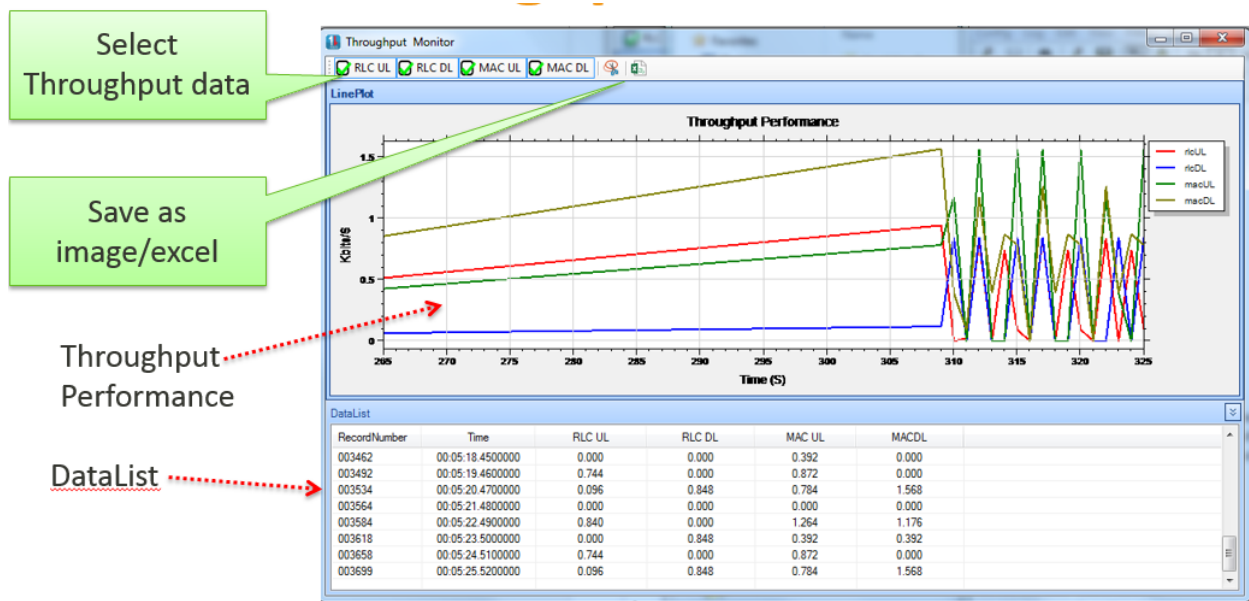 Select
Throughput data
Save as
image/excel
Throughput
Performance
DataList
Throughput Monitor
RLC UL RLC DL MAC UL MAC DL
LinePlot
Throughput Performance
rlcUL
rlcDL
macUL
macDL
Kbits/S
1.5
1
0.5
0
265 270 275 280 285 290 295 300 305 310 315 320 325
Time (S)
DataList
RecordNumber Time RLC UL RLC DL MAC UL MACDL
003462 00:05:18.4500000 0.000 0.000 0.392 0.000
003492 00:05:19.4600000 0.744 0.000 0.872 0.000
003534 00:05:20.4700000 0.096 0.848 0.784 1.568
003564 00:05:21.4800000 0.000 0.000 0.000 0.000
003584 00:05:22.4900000 0.840 0.000 1.264 1.176
003618 00:05:23.5000000 0.000 0.848 0.392 0.392
003658 00:05:24.5100000 0.744 0.000 0.872 0.000
003699 00:05:25.5200000 0.096 0.848 0.784 1.568